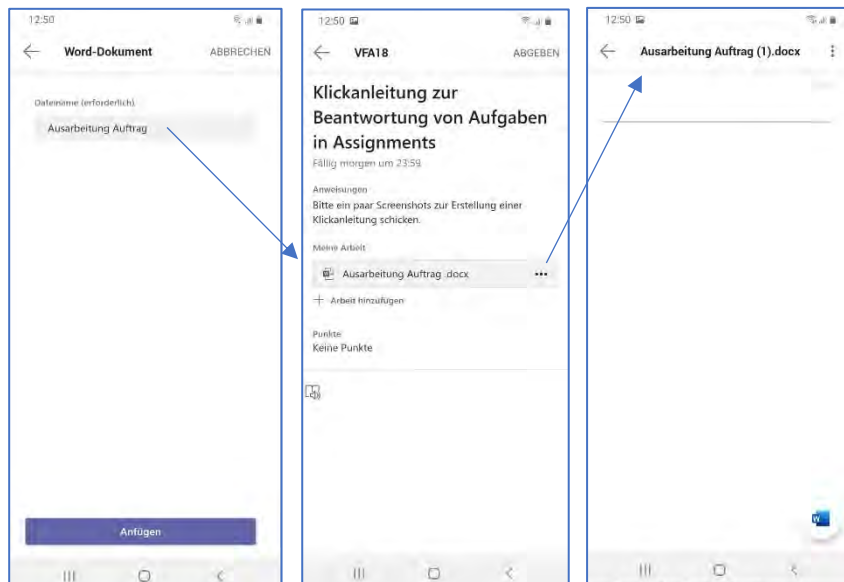 12:50
Word-Dokument
ABBRECHEN
Dateiname (erforderlich)
Ausarbeitung Auftrag
Anfügen
12:50
VFA18
ABGEBEN
Klickanleitung zur
Beantwortung von Aufgaben
in Assignments
Fällig morgen um 23:59
Anweisungen
Bitte ein paar Screenshots zur Erstellung einer
Klickanleitung schicken.
Meine Arbeit
Ausarbeitung Auftrag .docx
+ Arbeit hinzufügen
Punkte
Keine Punkte
12:50
Ausarbeitung Auftrag (1).docx